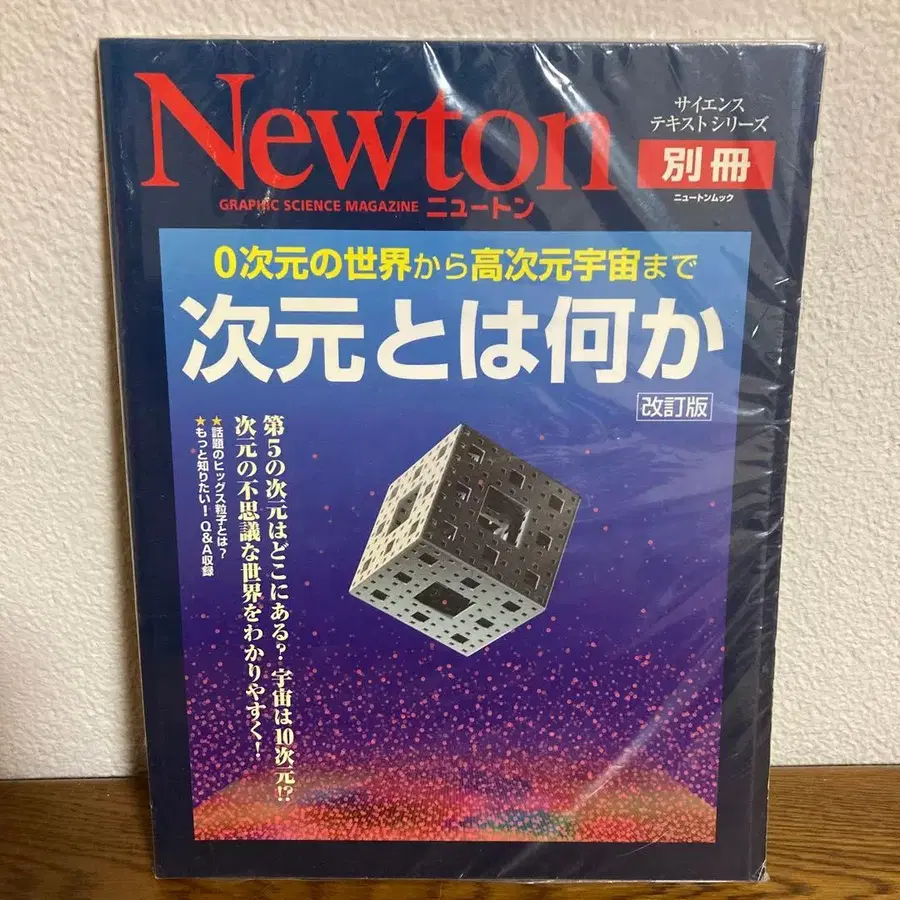 Newton
GRAPHIC SCIENCE MAGAZINE ニュートン
サイエンス
テキストシリーズ
別冊
ニュートンムック
0次元の世界から高次元宇宙まで
次元とは何か
改訂版
第5の次元はどこにある? 宇宙は10次元!?
次元の不思議な世界をわかりやすく!
★話題のヒッグス粒子とは?
★もっと知りたい! Q&A収録